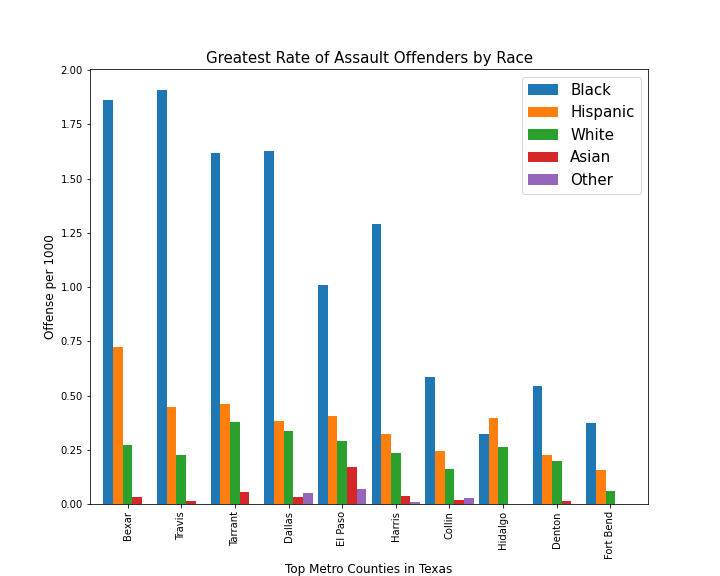 Greatest Rate of Assault Offenders by Race
Black
Hispanic
White
Asian
Other
2.00
1.75
1.50
1.25
1.00
0.75
0.50
0.25
0.00
Offense per 1000
Bexar
Travis
Tarrant
Dallas
El Paso
Harris
Collin
Hidalgo
Denton
Fort Bend
Top Metro Counties in Texas